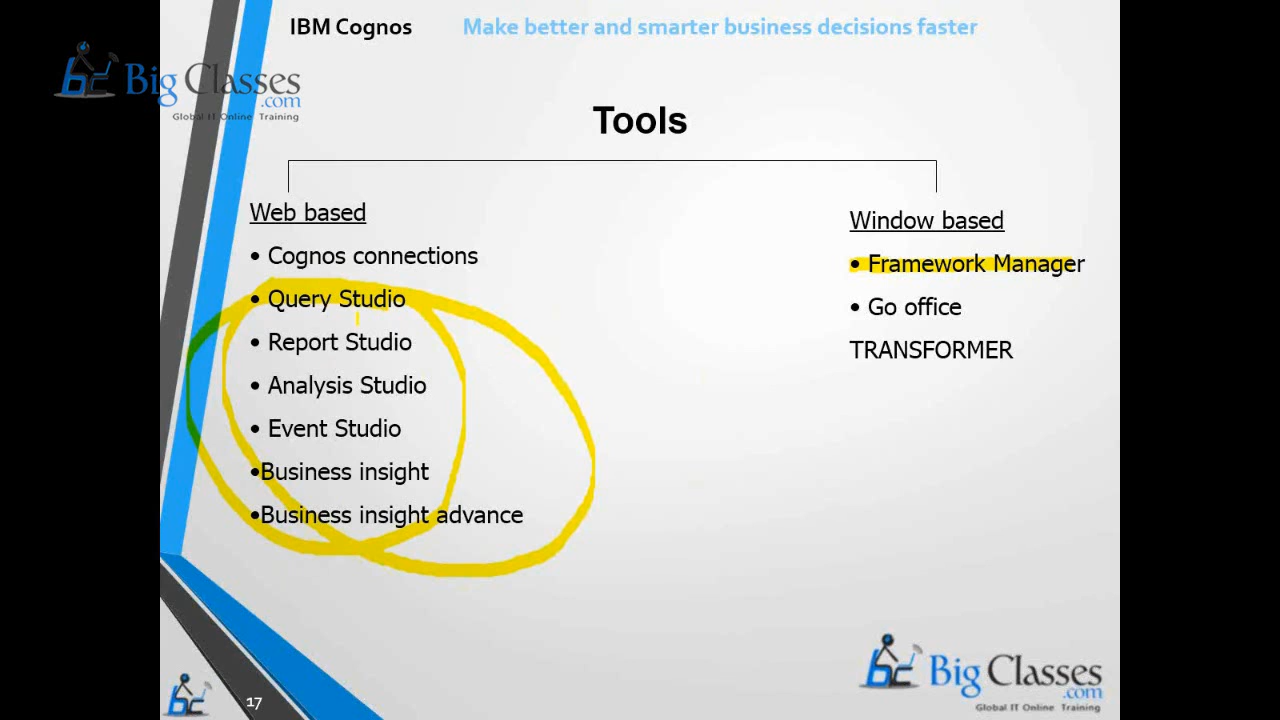 IBM Cognos Make better and smarter business decisions faster
Big Classes
.com
Global IT Online Training
Tools
Web based
• Cognos connections
• Query Studio
• Report Studio
• Analysis Studio
• Event Studio
•Business insight
•Business insight advance
Window based
• Framework Manager
• Go office
TRANSFORMER
17
Big Classes
.com
Global IT Online Training